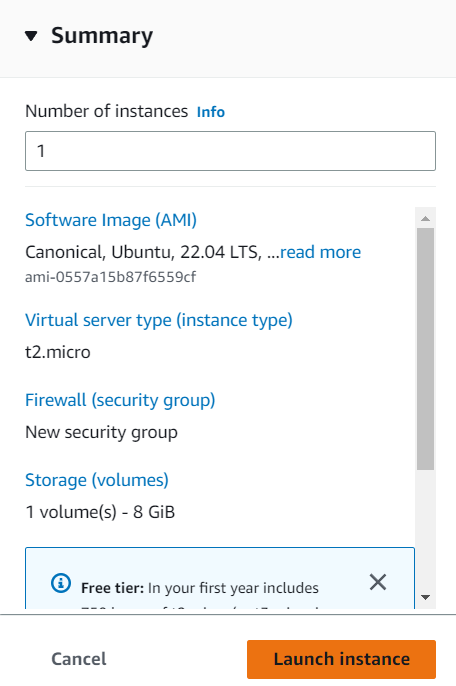 Summary
Number of instances Info
1
Software Image (AMI)
Canonical, Ubuntu, 22.04 LTS, ...read more
ami-0557a15b87f6559cf
Virtual server type (instance type)
t2.micro
Firewall (security group)
New security group
Storage (volumes)
1 volume(s) - 8 GiB
Free tier: In your first year includes
Cancel
Launch instance